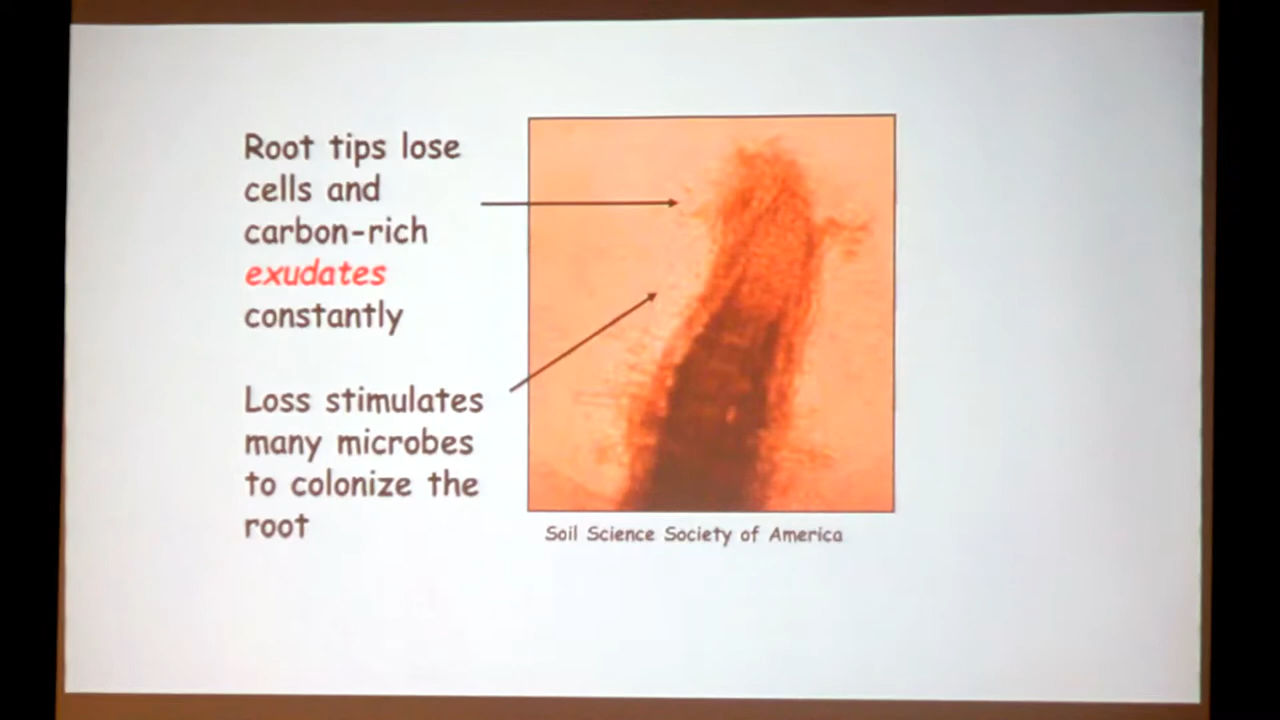 Root tips lose
cells and
carbon-rich
exudates
constantly
Loss stimulates
many microbes
to colonize the
root
Soil Science Society of America